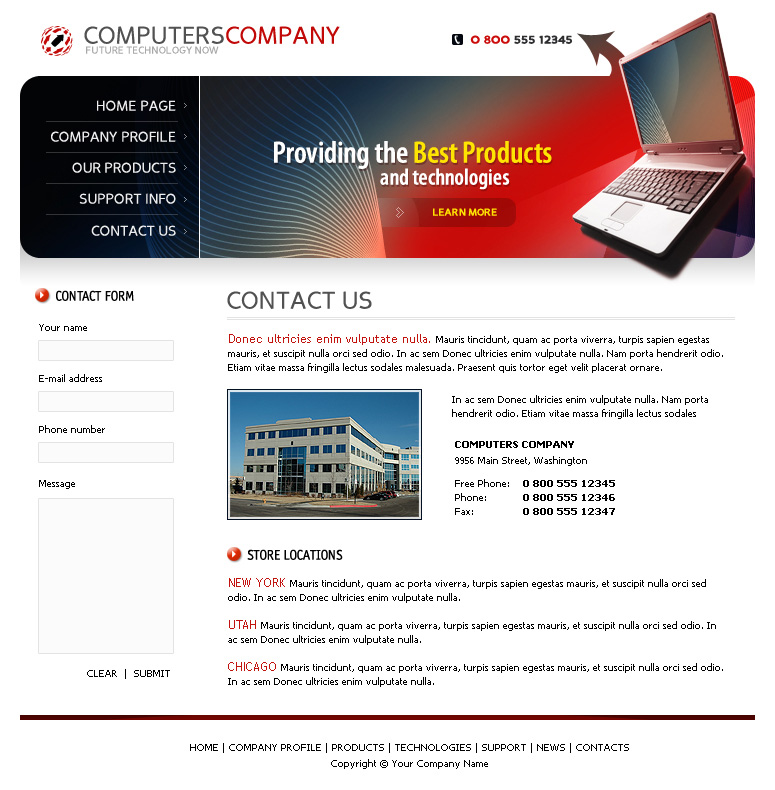 COMPUTERSCOMPANY
FUTURE TECHNOLOGY NOW
0 800 555 12345
HOME PAGE
COMPANY PROFILE
OUR PRODUCTS
SUPPORT INFO
CONTACT US
Providing the Best Products
and technologies
LEARN MORE
CONTACT FORM
Your name
E-mail address
Phone number
Message
CLEAR | SUBMIT
CONTACT US
Donec ultricies enim vulputate nulla. Mauris tincidunt, quam ac porta viverra, turpis sapien egestas
mauris, et suscipit nulla orci sed odio. In ac sem Donec ultricies enim vulputate nulla. Nam porta hendrerit odio.
Etiam vitae massa fringilla lectus sodales malesuada. Praesent quis tortor eget velit placerat ornare.
In ac sem Donec ultricies enim vulputate nulla. Nam porta
hendrerit odio. Etiam vitae massa fringilla lectus sodales
COMPUTERS COMPANY
9956 Main Street, Washington
Free Phone: 0 800 555 12345
Phone: 0 800 555 12346
Fax: 0 800 555 12347
STORE LOCATIONS
NEW YORK Mauris tincidunt, quam ac porta viverra, turpis sapien egestas mauris, et suscipit nulla orci sed
odio. In ac sem Donec ultricies enim vulputate nulla.
UTAH Mauris tincidunt, quam ac porta viverra, turpis sapien egestas mauris, et suscipit nulla orci sed odio. In
ac sem Donec ultricies enim vulputate nulla.
CHICAGO Mauris tincidunt, quam ac porta viverra, turpis sapien egestas mauris, et suscipit nulla orci sed odio.
In ac sem Donec ultricies enim vulputate nulla.
HOME | COMPANY PROFILE | PRODUCTS | TECHNOLOGIES | SUPPORT | NEWS | CONTACTS
Copyright © Your Company Name